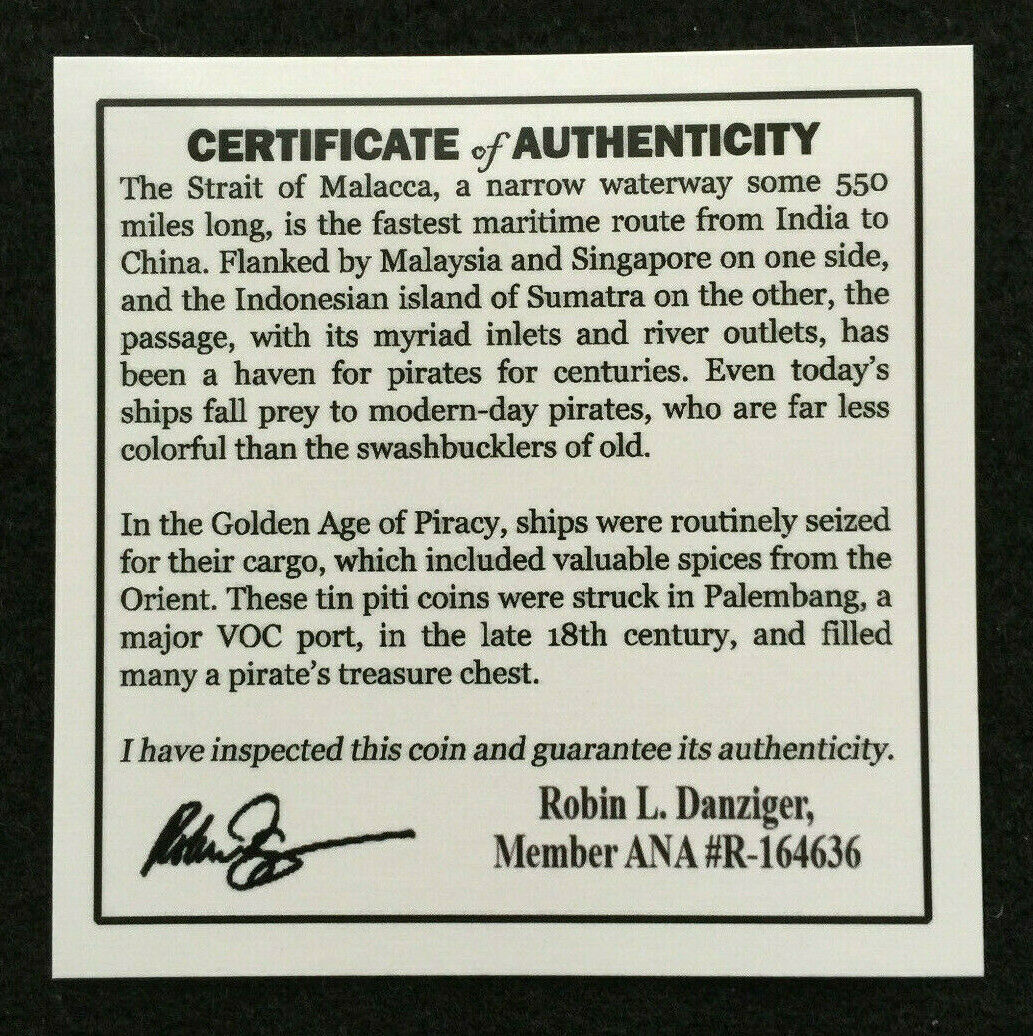 CERTIFICATE of AUTHENTICITY
The Strait of Malacca, a narrow waterway some 550
miles long, is the fastest maritime route from India to
China. Flanked by Malaysia and Singapore on one side,
and the Indonesian island of Sumatra on the other, the
passage, with its myriad inlets and river outlets, has
been a haven for pirates for centuries. Even today's
ships fall prey to modern-day pirates, who are far less
colorful than the swashbucklers of old.
In the Golden Age of Piracy, ships were routinely seized
for their cargo, which included valuable spices from the
Orient. These tin piti coins were struck in Palembang, a
major VOC port, in the late 18th century, and filled
many a pirate's treasure chest.
I have inspected this coin and guarantee its authenticity.
Robin L. Danziger,
Member ANA #R-164636